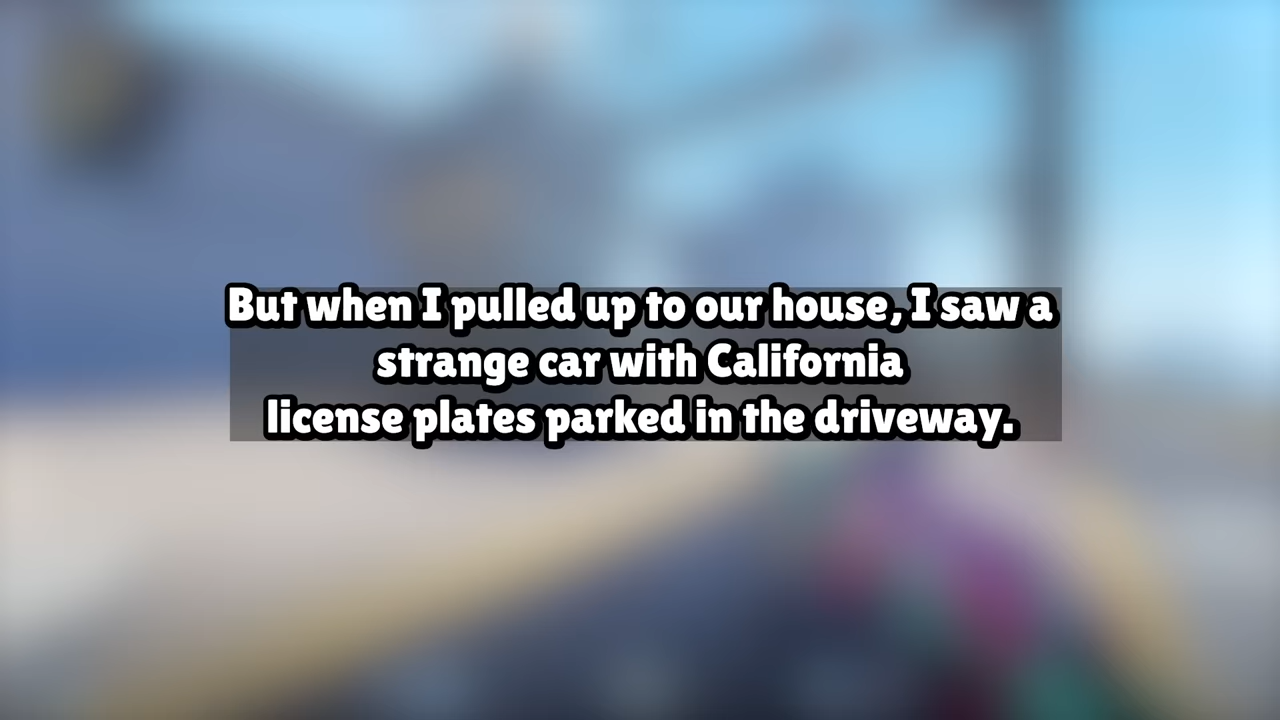 But when I pulled up to our house, I saw a
strange car with California
license plates parked in the driveway.